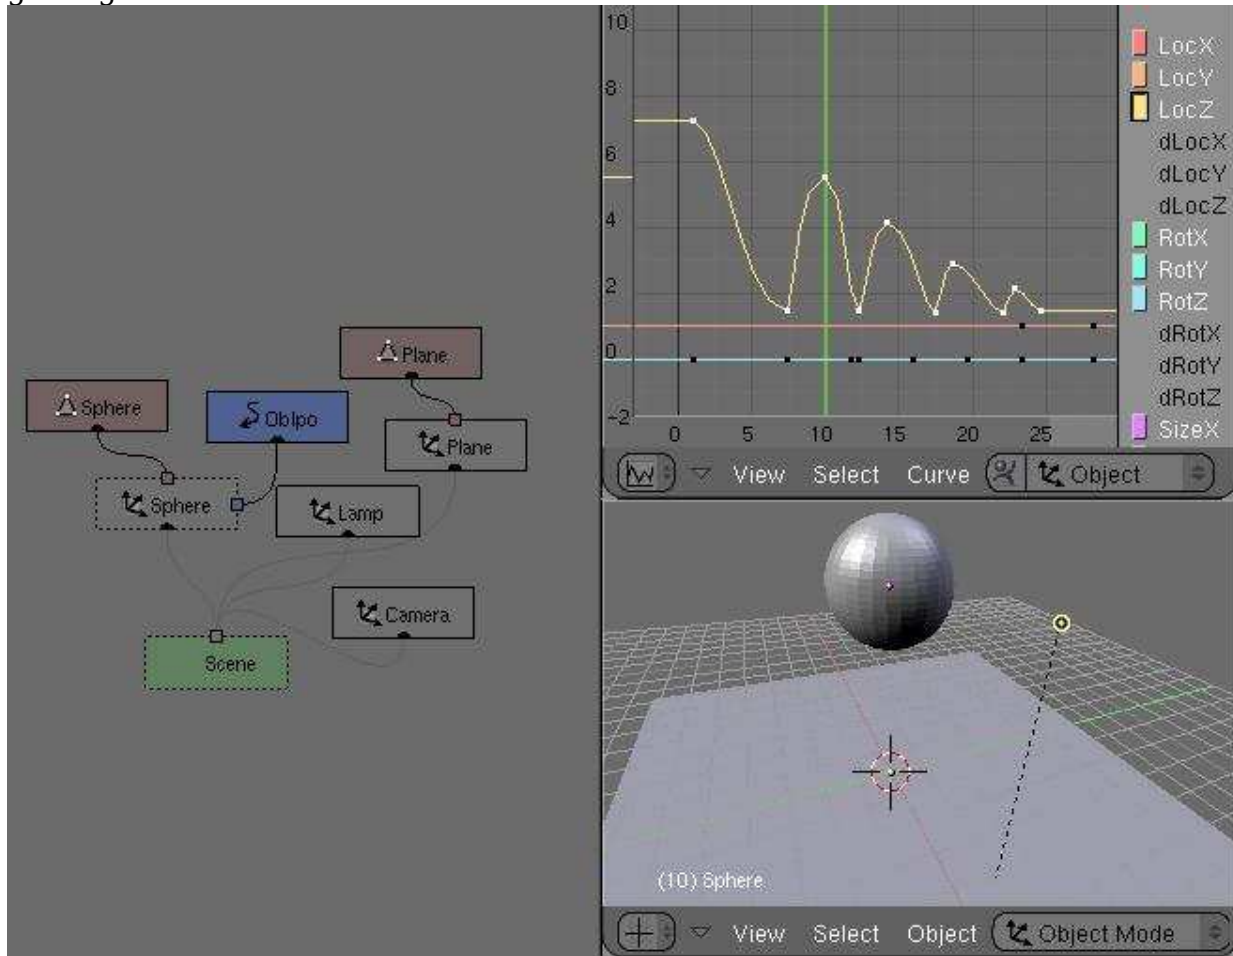 Plane
Sphere
ObIpo
Plane
Sphere
Lamp
Camera
Scene
10
8
6
4
2
0
-2
0 5 10 15 20 25
LocX
LocY
LocZ
dLocX
dLocY
dLocZ
RotX
RotY
RotZ
dRotX
dRotY
dRotZ
SizeX
View Select Curve Object
(10) Sphere
View Select Object Object Mode